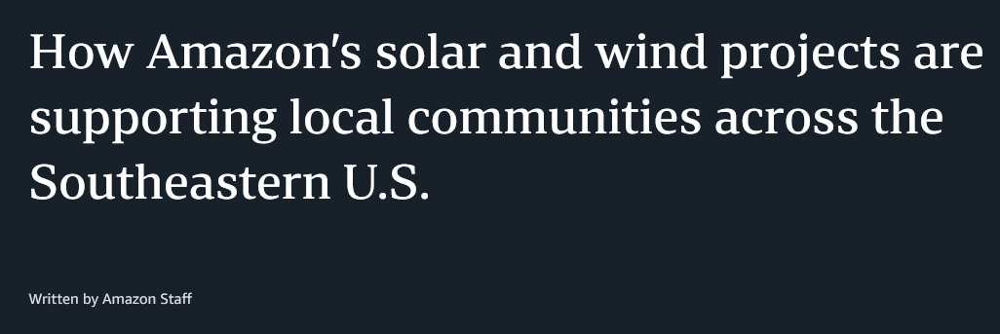 How Amazon's solar and wind projects are
supporting local communities across the
Southeastern U.S.
Written by Amazon Staff